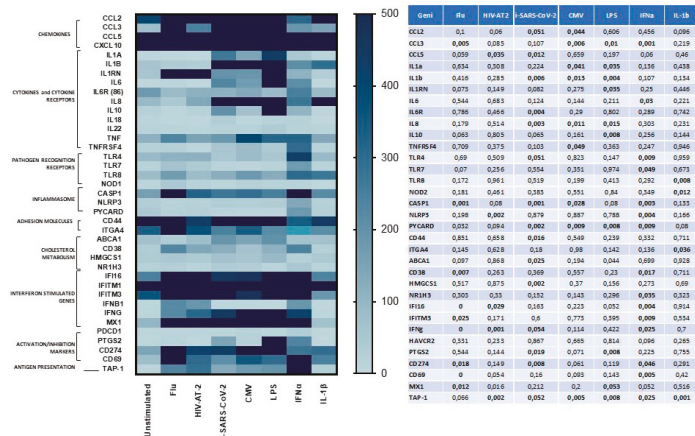 CHEMOKINES
CYTOKINES and CYTOKINE
RECEPTORS
PATHOGEN RECOGNITION
RECEPTORS
INFLAMMASOME
ADHESION MOLECULES
CHOLESTEROL
METABOLISM
INTERFERON STIMULATED
GENES
ACTIVATION/INHIBITION
MARKERS
ANTIGEN PRESENTATION
CCL2
CCL3
CCL5
CXCL10
IL1A
IL1B
IL1RN
IL6
IL6R (86)
IL8
IL10
IL18
IL22
TNF
TNFRSF4
TLR4
TLR7
TLR8
NOD1
CASP1
NLRP3
PYCARD
CD44
ITGA4
ABCA1
CD38
HMGCS1
NR1H3
IFI16
IFITM1
IFITM3
IFNB1
IFNG
MX1
PDCD1
PTGS2
CD274
CD69
TAP-1
Unstimulated
Flu
HIV-AT-2
i-SARS-CoV-2
CMV
LPS
IFNα
IL-1β
500
400
300
200
100
0
Geni Flu HIV-AT2 i-SARS-CoV-2 CMV LPS IFNa IL-1b
CCL2 0,1 0,06 0,051 0,044 0,606 0,456 0,096
CCL3 0,005 0,085 0,107 0,006 0,01 0,001 0,219
CCL5 0,059 0,035 0,012 0,659 0,197 0,06 0,46
IL1a 0,634 0,308 0,224 0,041 0,035 0,136 0,438
IL1b 0,416 0,285 0,006 0,013 0,004 0,107 0,134
IL1RN 0,073 0,149 0,082 0,275 0,035 0,25 0,446
IL6 0,544 0,683 0,124 0,144 0,211 0,03 0,221
IL6R 0,786 0,466 0,004 0,29 0,802 0,289 0,742
IL8 0,179 0,514 0,003 0,011 0,015 0,303 0,231
IL10 0,063 0,805 0,065 0,161 0,008 0,256 0,144
TNFRSF4 0,709 0,375 0,103 0,049 0,363 0,247 0,946
TLR4 0,69 0,509 0,051 0,823 0,147 0,009 0,959
TLR7 0,07 0,256 0,554 0,351 0,974 0,049 0,673
TLR8 0,172 0,961 0,519 0,199 0,413 0,292 0,008
NOD2 0,181 0,461 0,383 0,551 0,84 0,349 0,012
CASP1 0,001 0,08 0,001 0,028 0,08 0,005 0,133
NLRP3 0,198 0,002 0,879 0,887 0,788 0,004 0,166
PYCARD 0,052 0,094 0,002 0,009 0,009 0,009 0,08
CD44 0,851 0,658 0,016 0,549 0,239 0,332 0,711
ITGA4 0,145 0,628 0,18 0,98 0,142 0,136 0,036
ABCA1 0,097 0,868 0,025 0,194 0,044 0,699 0,928
CD38 0,007 0,263 0,369 0,557 0,23 0,017 0,711
HMGCS1 0,517 0,875 0,002 0,37 0,156 0,273 0,69
NR1H3 0,303 0,33 0,152 0,143 0,296 0,035 0,323
IFI16 0 0,029 0,163 0,223 0,052 0,004 0,914
IFITM3 0,025 0,171 0,6 0,775 0,395 0,009 0,534
IFNg 0 0,001 0,054 0,114 0,422 0,025 0,7
HAVCR2 0,351 0,233 0,867 0,665 0,814 0,096 0,265
PTGS2 0,544 0,144 0,019 0,071 0,008 0,225 0,755
CD274 0,018 0,149 0,008 0,061 0,119 0,046 0,291
CD69 0 0,054 0,16 0,093 0,143 0,005 0,42
MX1 0,012 0,016 0,212 0,2 0,053 0,052 0,516
TAP-1 0,066 0,002 0,052 0,005 0,008 0,025 0,001